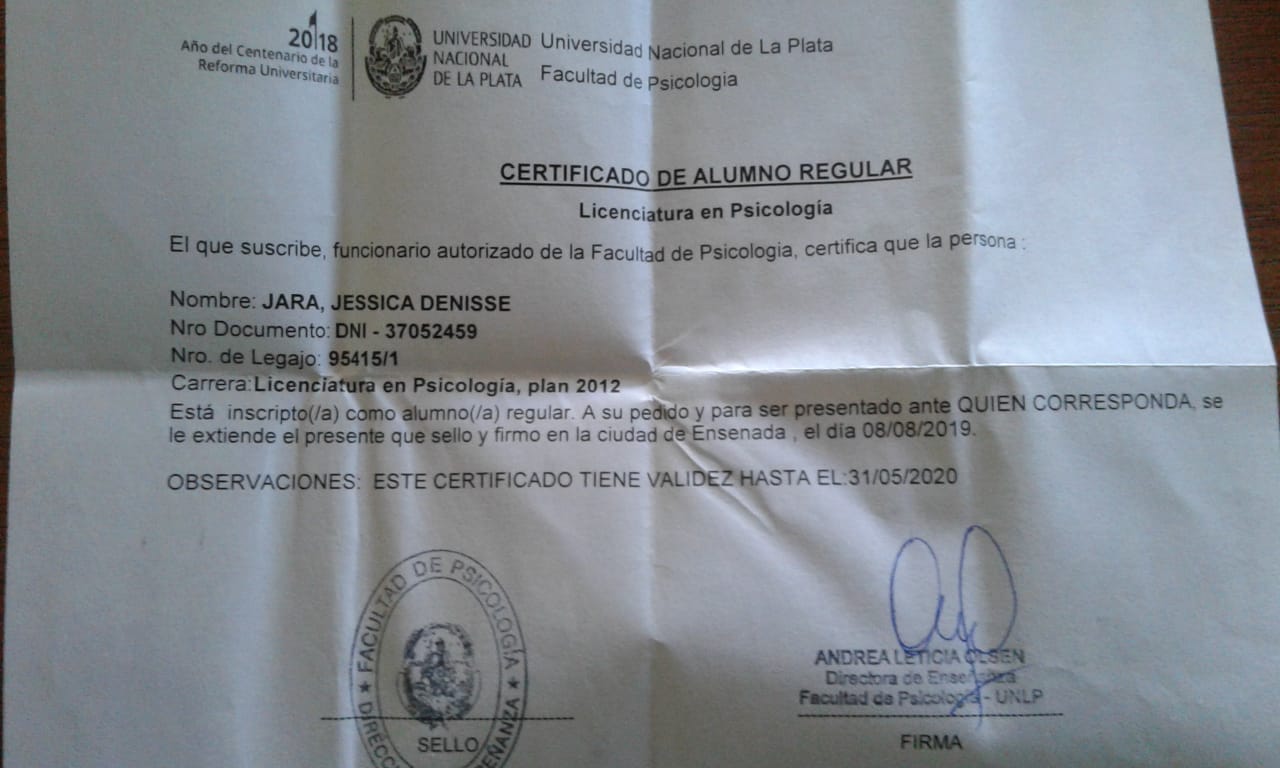 2018
Año del Centenario de la
Reforma Universitaria
UNIVERSIDAD
NACIONAL
DE LA PLATA
Universidad Nacional de La Plata
Facultad de Psicologia
CERTIFICADO DE ALUMNO REGULAR
Licenciatura en Psicología
El que suscribe, funcionario autorizado de la Facultad de Psicologia, certifica que la persona :
Nombre: JARA, JESSICA DENISSE
Nro Documento: DNI - 37052459
Nro. de Legajo: 95415/1
Carrera:Licenciatura en Psicología, plan 2012
Está inscripto(/a) como alumno(/a) regular. A su pedido y para ser presentado ante QUIEN CORRESPONDA, se
le extiende el presente que sello y firmo en la ciudad de Ensenada , el día 08/08/2019.
OBSERVACIONES: ESTE CERTIFICADO TIENE VALIDEZ HASTA EL:31/05/2020
FACULTAD DE PSICOLOGÍA
SELLO
ANDREA LETICIA OLSEN
Directora de Enseñanza
Facultad de Psicología - UNLP
FIRMA